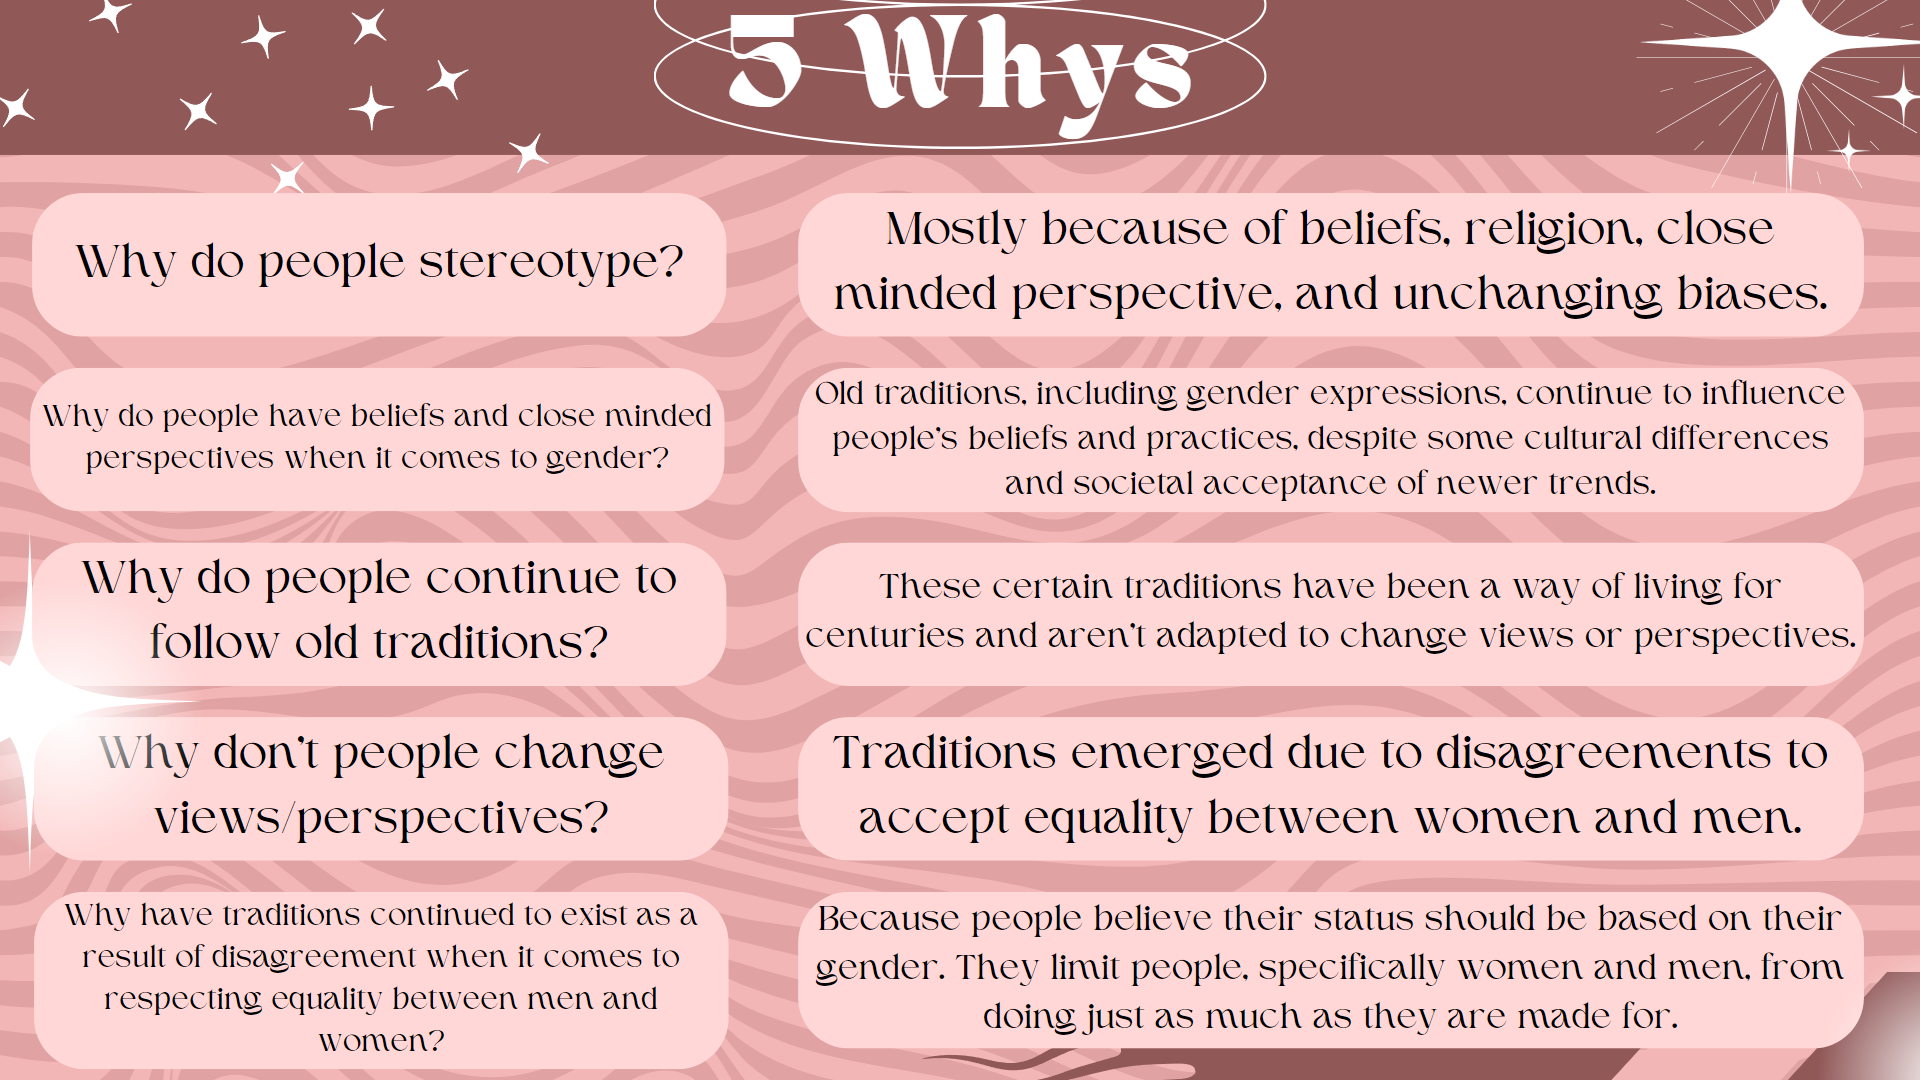 5 Whys
Why do people stereotype?
Mostly because of beliefs, religion, close
minded perspective, and unchanging biases.
Why do people have beliefs and close minded
perspectives when it comes to gender?
Old traditions, including gender expressions, continue to influence
people's beliefs and practices, despite some cultural differences
and societal acceptance of newer trends.
Why do people continue to
follow old traditions?
These certain traditions have been a way of living for
centuries and aren't adapted to change views or perspectives.
Why don't people change
views/perspectives?
Traditions emerged due to disagreements to
accept equality between women and men.
Why have traditions continued to exist as a
result of disagreement when it comes to
respecting equality between men and
women?
Because people believe their status should be based on their
gender. They limit people, specifically women and men, from
doing just as much as they are made for.